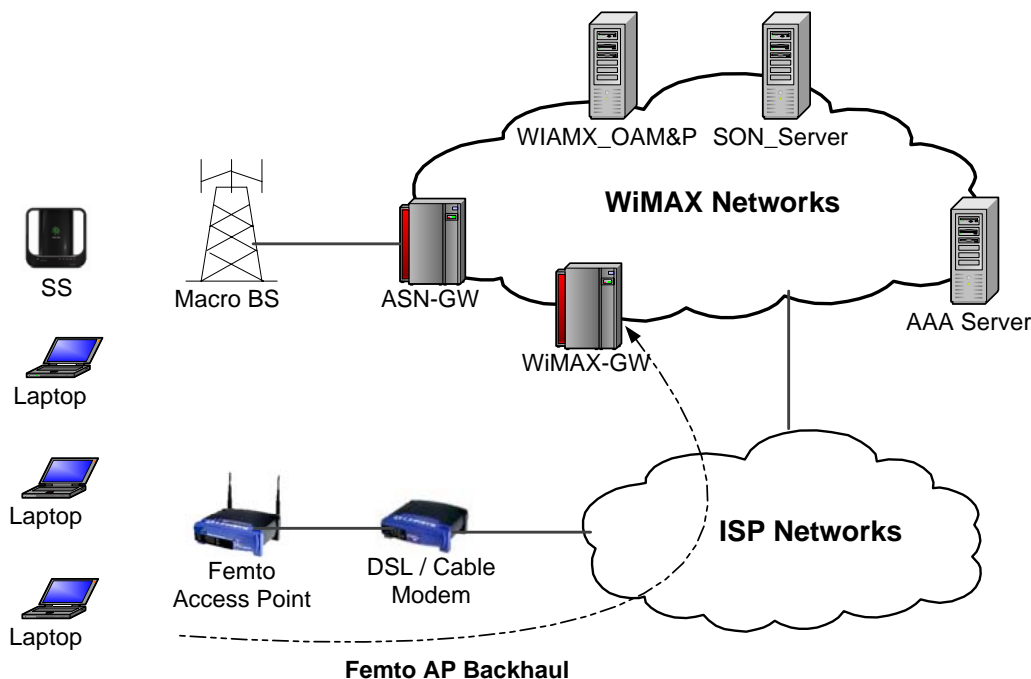 WIAMX_OAM&P
SON_Server
WiMAX Networks
SS
Macro BS
ASN-GW
AAA Server
WiMAX-GW
Laptop
Laptop
ISP Networks
Femto
Access Point
DSL / Cable
Modem
Laptop
Femto AP Backhaul